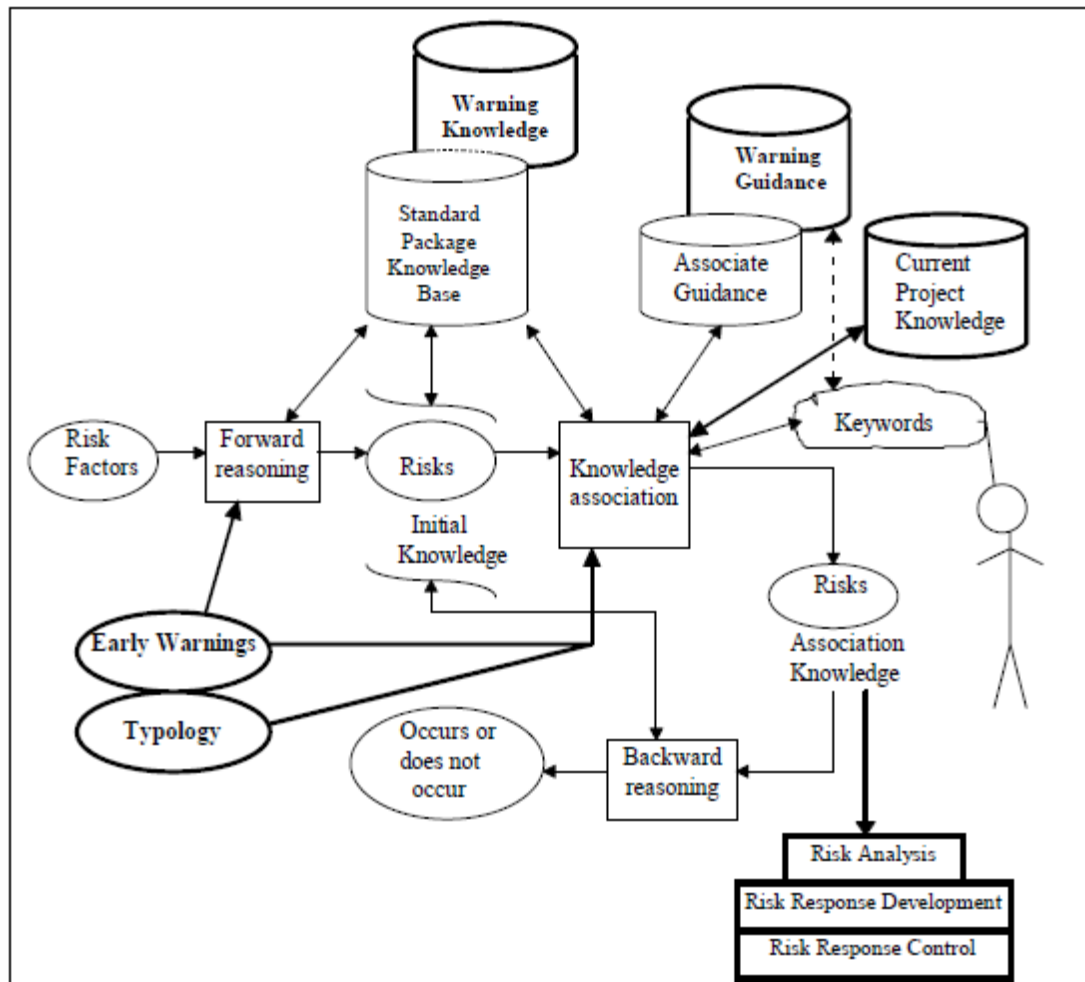 Warning
Knowledge
Warning
Guidance
Standard
Package
Knowledge
Base
Associate
Guidance
Current
Project
Knowledge
Keywords
Risk
Factors
Forward
reasoning
Risks
Knowledge
association
Initial
Knowledge
Risks
Association
Knowledge
Early Warnings
Typology
Occurs or
does not
occur
Backward
reasoning
Risk Analysis
Risk Response Development
Risk Response Control